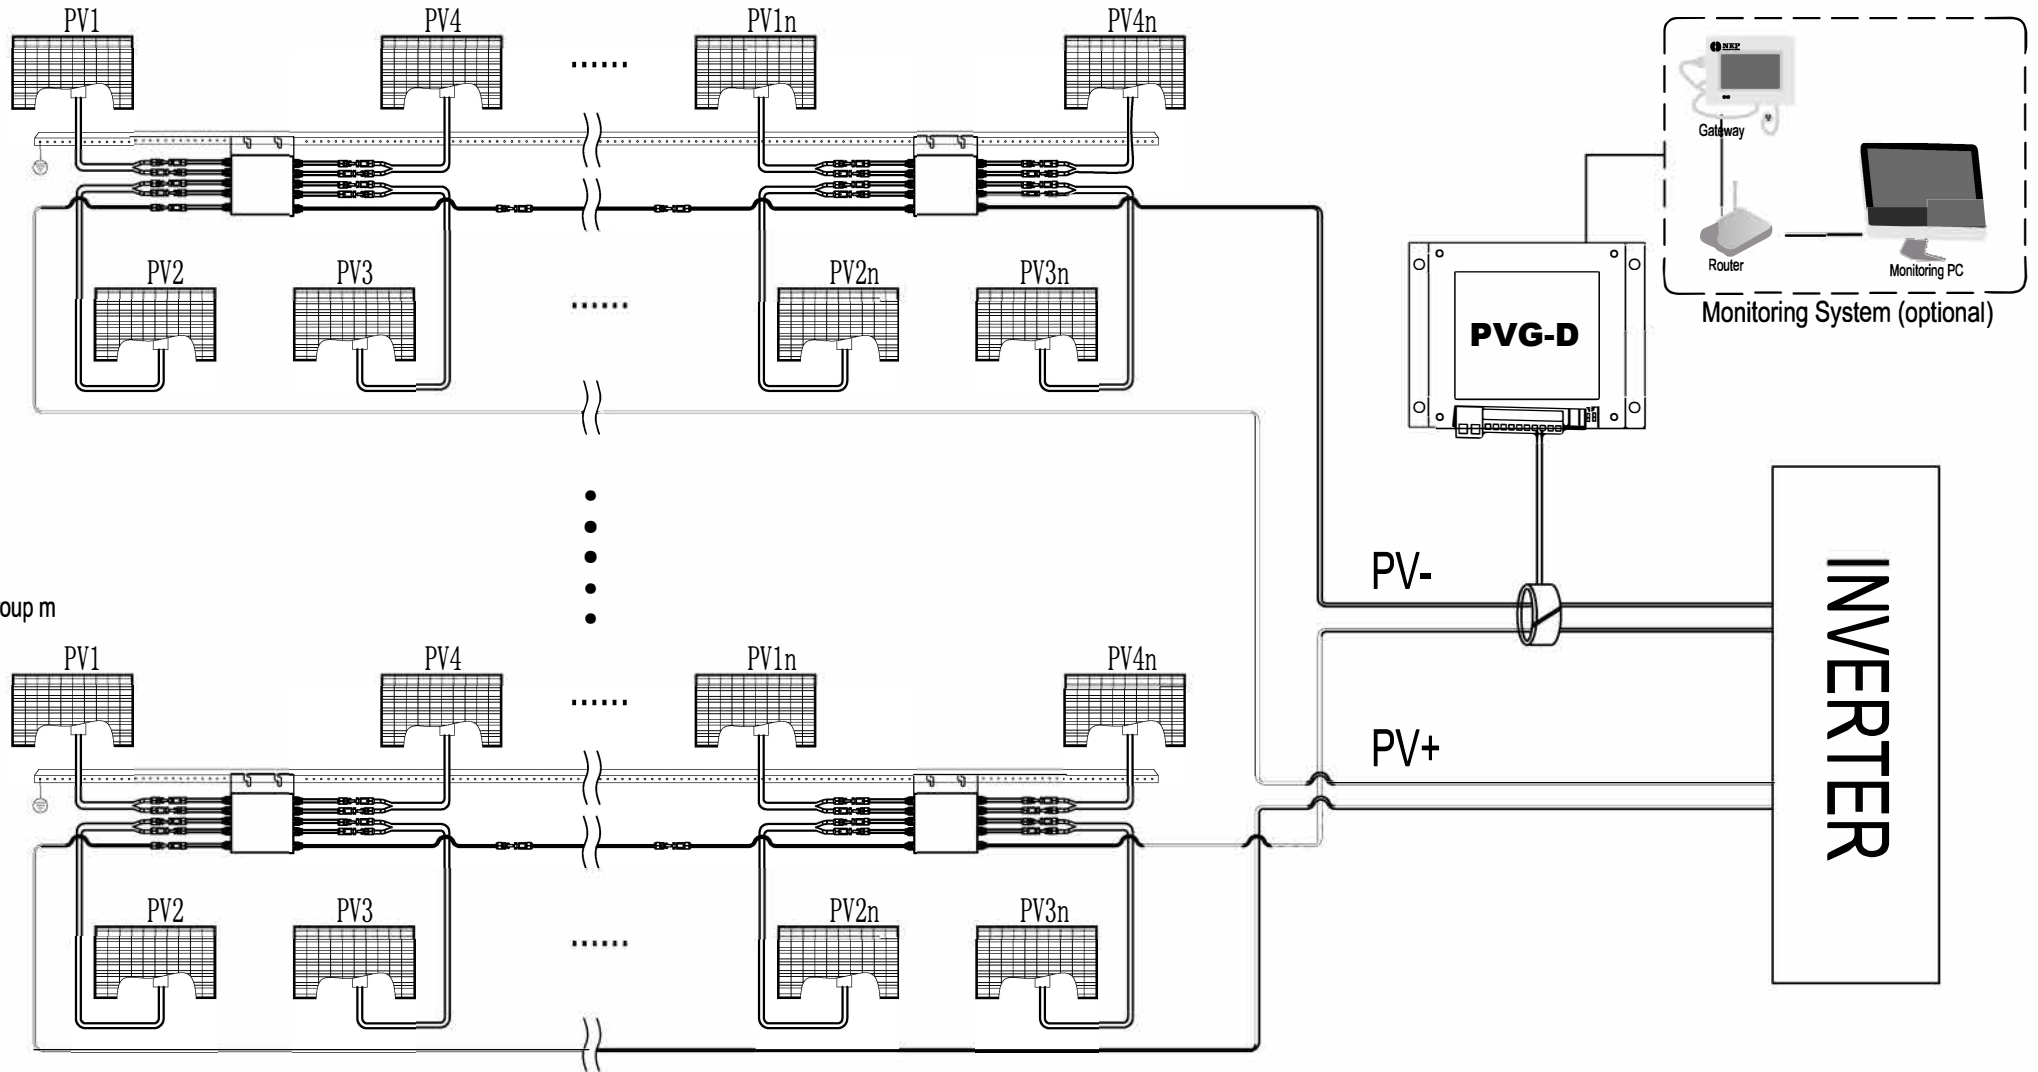 PV1 PV4 PV1n PV4n
NEP
Gateway
Router
Monitoring PC
Monitoring System (optional)
PV2 PV3 PV2n PV3n
PVG-D
PV-
oup m
PV1 PV4 PV1n PV4n
PV+
INVERTER
PV2 PV3 PV2n PV3n